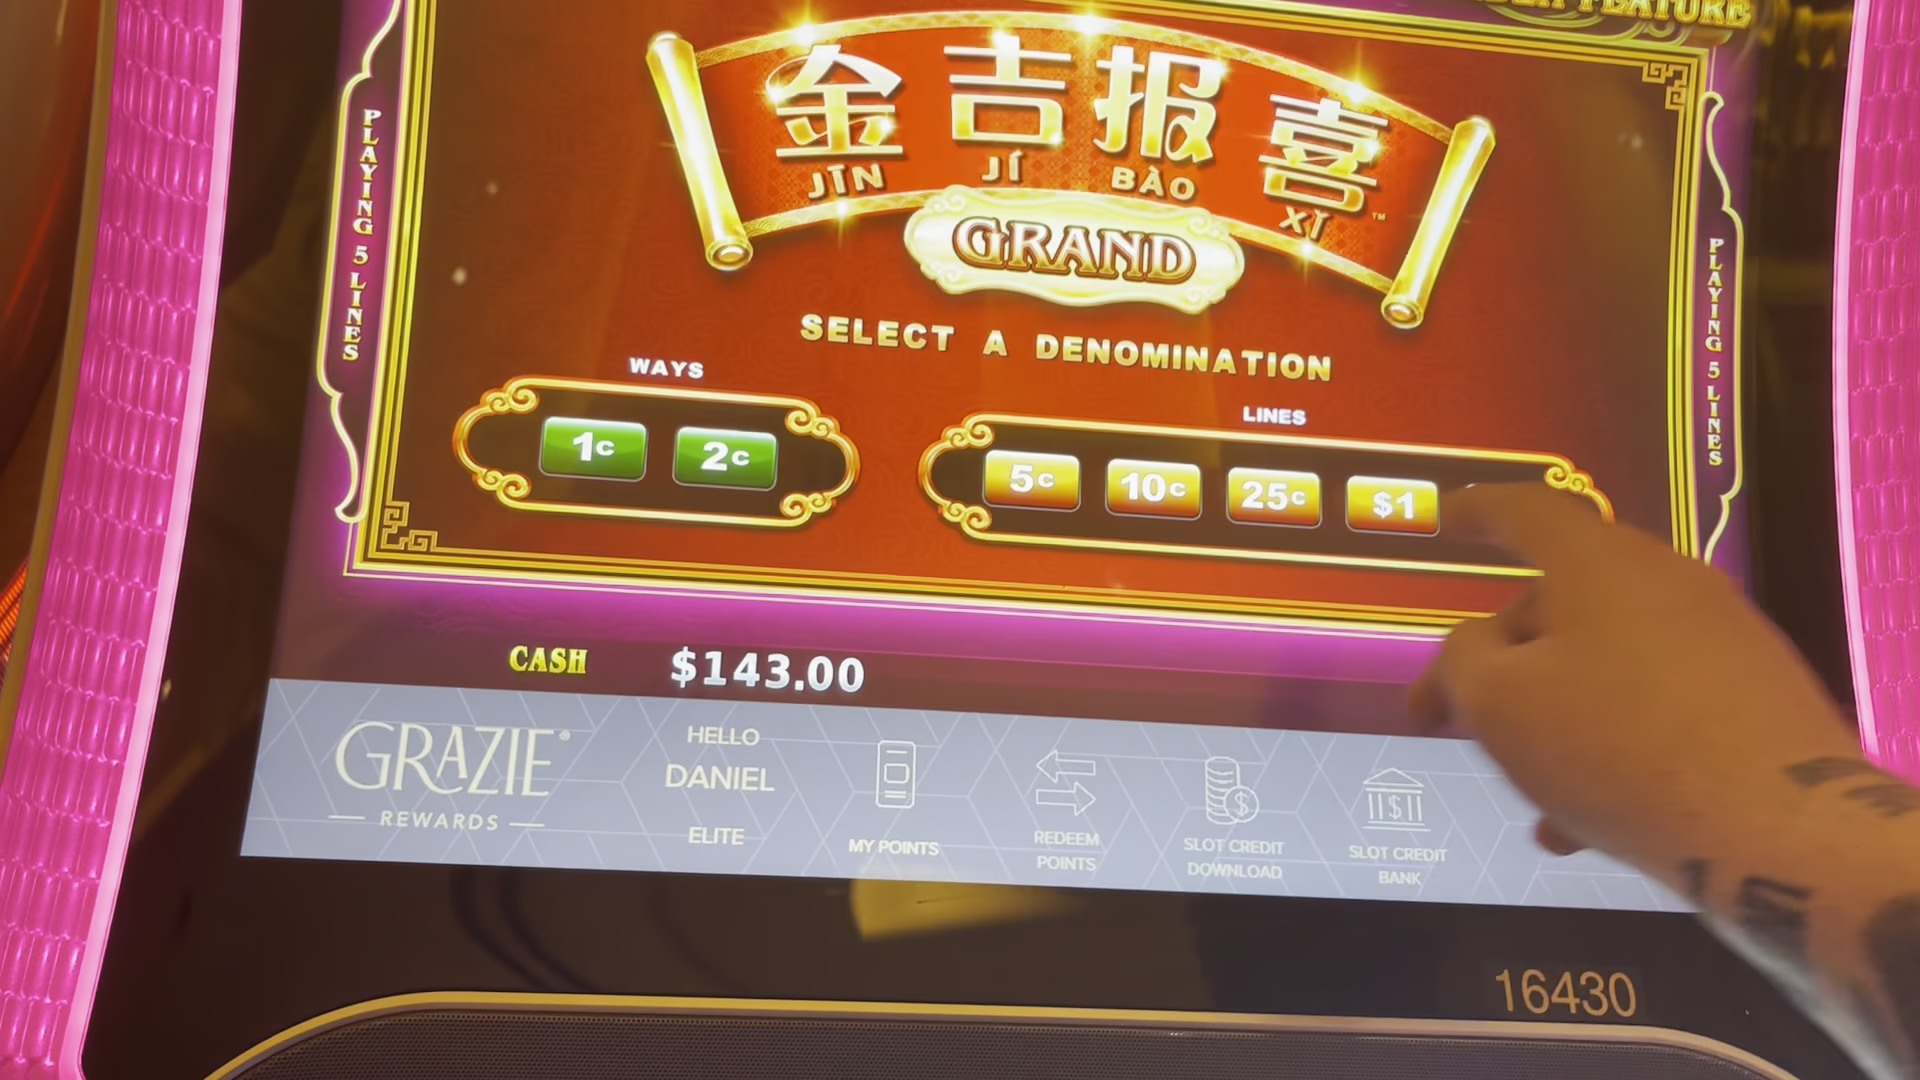 FEATURE
金吉报喜
JĪN JÍ BÀO XǏ™
GRAND
PLAYING 5 LINES
PLAYING 5 LINES
SELECT A DENOMINATION
WAYS
LINES
1c 2c
5c 10c 25c $1
CASH $143.00
GRAZIE®
REWARDS
HELLO
DANIEL
ELITE
MY POINTS
REDEEM
POINTS
SLOT CREDIT
DOWNLOAD
SLOT CREDIT
BANK
16430